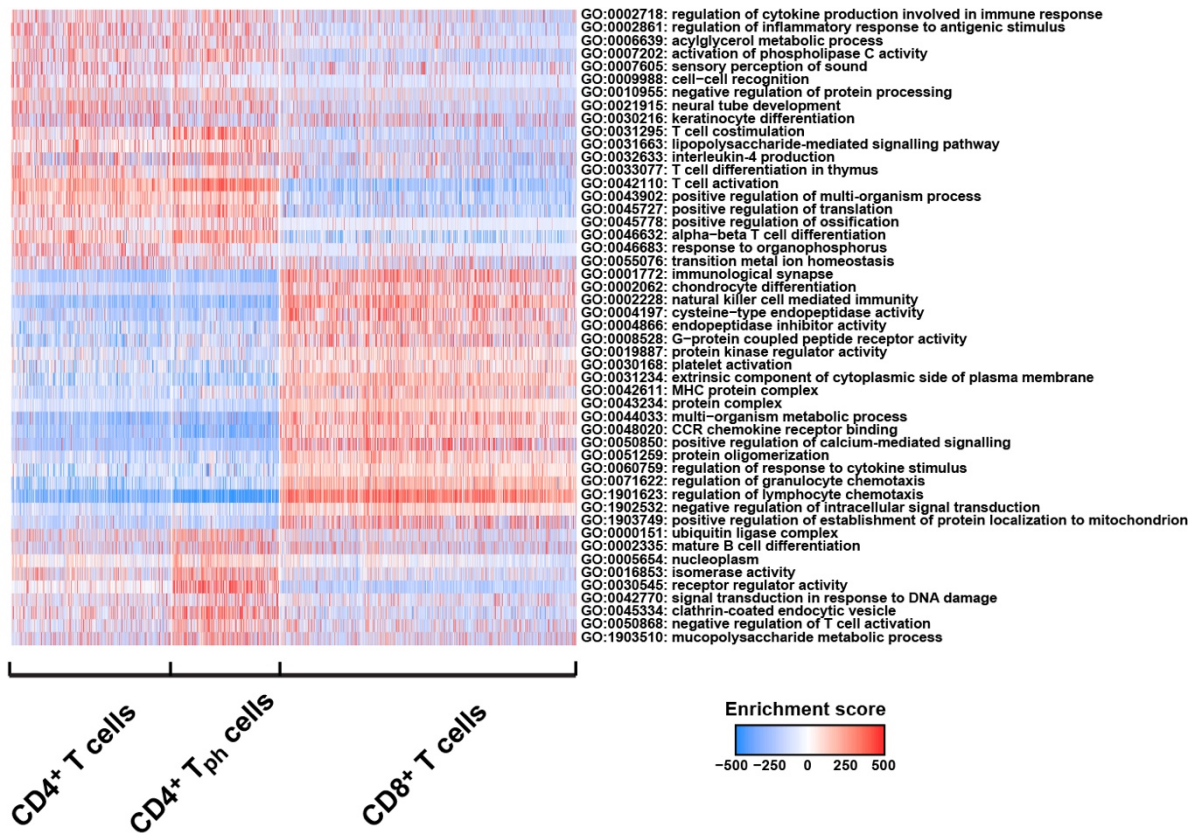 GO:0002718: regulation of cytokine production involved in immune response
GO:0002861: regulation of inflammatory response to antigenic stimulus
GO:0006639: acylglycerol metabolic process
GO:0007202: activation of phospholipase C activity
GO:0007605: sensory perception of sound
GO:0009988: cell−cell recognition
GO:0010955: negative regulation of protein processing
GO:0021915: neural tube development
GO:0030216: keratinocyte differentiation
GO:0031295: T cell costimulation
GO:0031663: lipopolysaccharide-mediated signalling pathway
GO:0032633: interleukin-4 production
GO:0033077: T cell differentiation in thymus
GO:0042110: T cell activation
GO:0043902: positive regulation of multi-organism process
GO:0045727: positive regulation of translation
GO:0045778: positive regulation of ossification
GO:0046632: alpha-beta T cell differentiation
GO:0046683: response to organophosphorus
GO:0055076: transition metal ion homeostasis
GO:0001772: immunological synapse
GO:0002062: chondrocyte differentiation
GO:0002228: natural killer cell mediated immunity
GO:0004197: cysteine-type endopeptidase activity
GO:0004866: endopeptidase inhibitor activity
GO:0008528: G−protein coupled peptide receptor activity
GO:0019887: protein kinase regulator activity
GO:0030168: platelet activation
GO:0031234: extrinsic component of cytoplasmic side of plasma membrane
GO:0042611: MHC protein complex
GO:0043234: protein complex
GO:0044033: multi−organism metabolic process
GO:0048020: CCR chemokine receptor binding
GO:0050850: positive regulation of calcium-mediated signalling
GO:0051259: protein oligomerization
GO:0060759: regulation of response to cytokine stimulus
GO:0071622: regulation of granulocyte chemotaxis
GO:1901623: regulation of lymphocyte chemotaxis
GO:1902532: negative regulation of intracellular signal transduction
GO:1903749: positive regulation of establishment of protein localization to mitochondrion
GO:0000151: ubiquitin ligase complex
GO:0002335: mature B cell differentiation
GO:0005654: nucleoplasm
GO:0016853: isomerase activity
GO:0030545: receptor regulator activity
GO:0042770: signal transduction in response to DNA damage
GO:0045334: clathrin-coated endocytic vesicle
GO:0050868: negative regulation of T cell activation
GO:1903510: mucopolysaccharide metabolic process
CD4⁺ T cells
CD4⁺ Tph cells
CD8⁺ T cells
Enrichment score
−500 −250 0 250 500